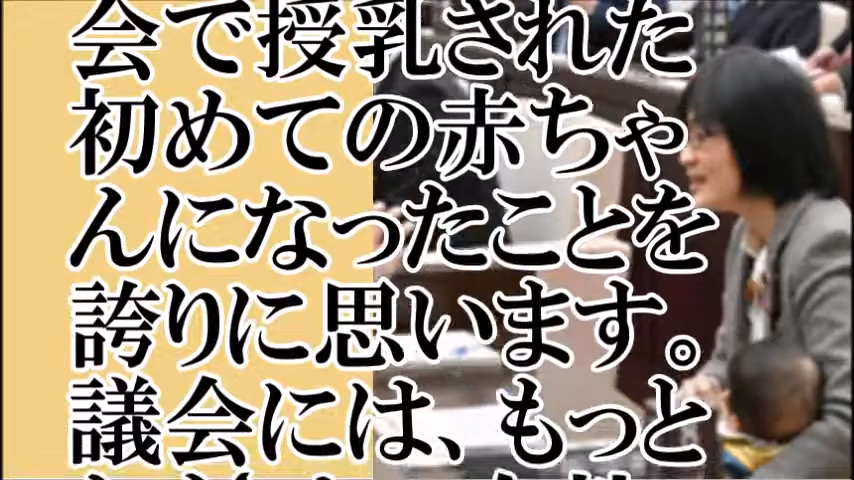 会で授乳された
初めての赤ちゃ
んになったことを
誇りに思います。
議会には、もっと